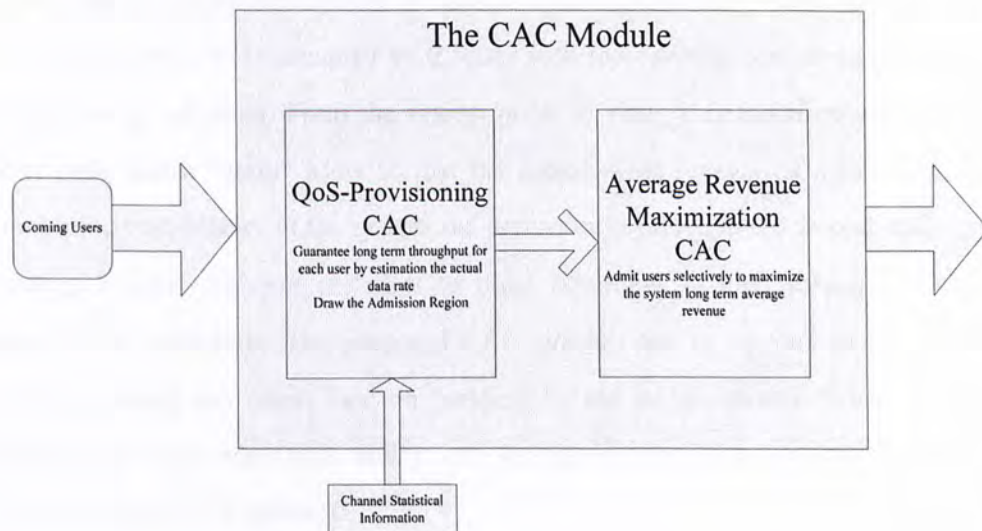 The CAC Module
Coming Users
QoS-Provisioning
CAC
Guarantee long term throughput for
each user by estimation the actual
data rate
Draw the Admission Region
Average Revenue
Maximization
CAC
Admit users selectively to maximize
the system long term average
revenue
Channel Statistical
Information